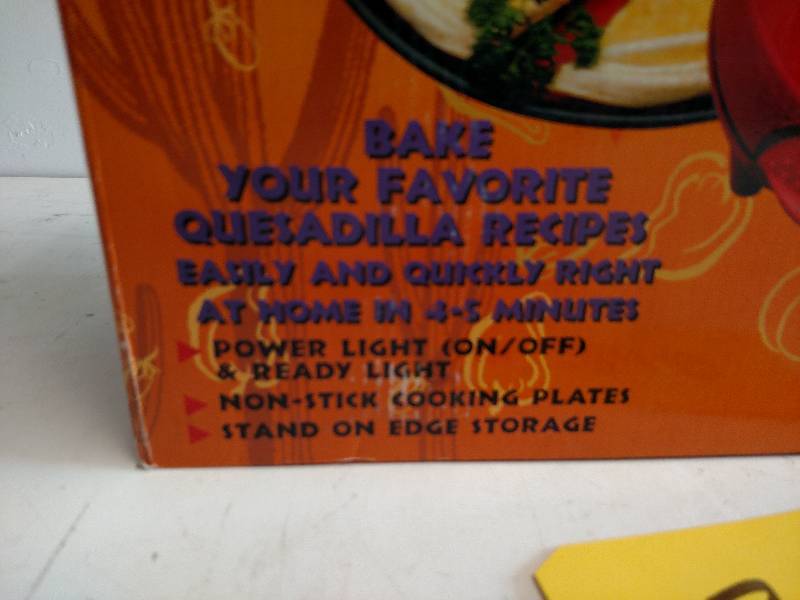 BAKE
YOUR FAVORITE
QUESADILLA RECIPES
EASILY AND QUICKLY RIGHT
AT HOME IN 4-5 MINUTES
POWER LIGHT (ON/OFF)
& READY LIGHT
NON-STICK COOKING PLATES
STAND ON EDGE STORAGE